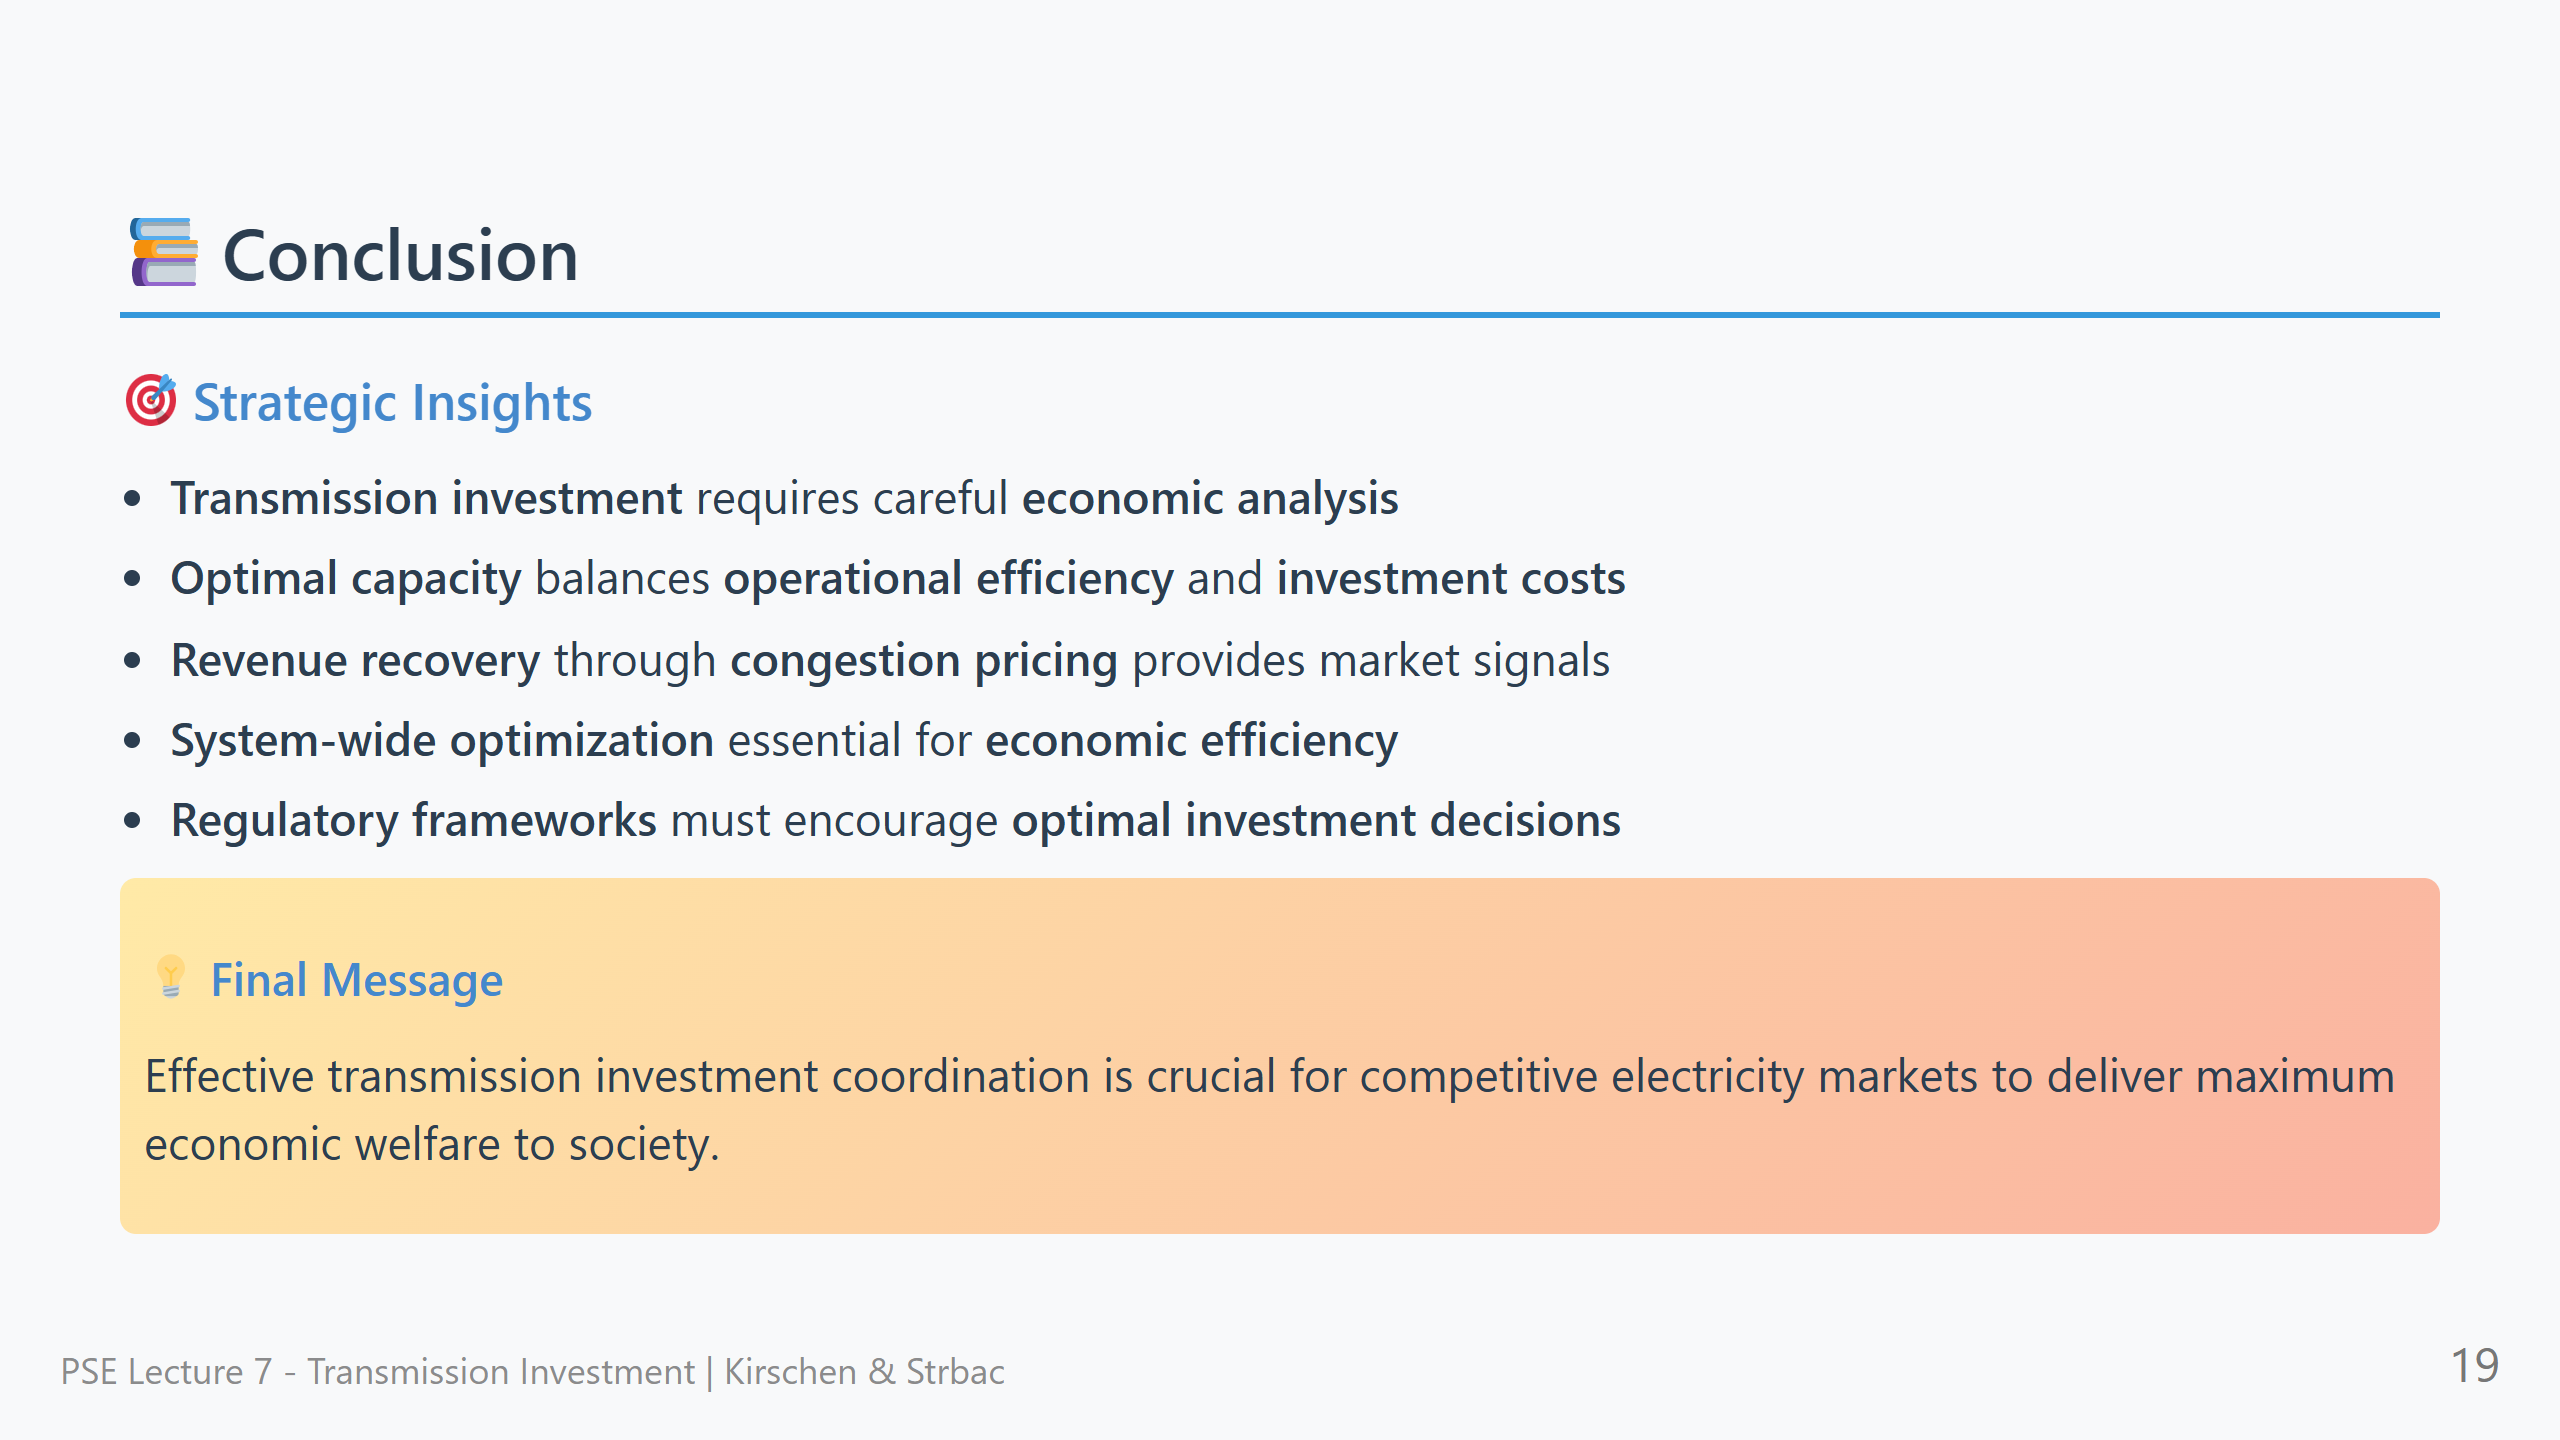 Conclusion
Strategic Insights
• Transmission investment requires careful economic analysis
• Optimal capacity balances operational efficiency and investment costs
• Revenue recovery through congestion pricing provides market signals
• System-wide optimization essential for economic efficiency
• Regulatory frameworks must encourage optimal investment decisions
Final Message
Effective transmission investment coordination is crucial for competitive electricity markets to deliver maximum
economic welfare to society.
PSE Lecture 7 - Transmission Investment | Kirschen & Strbac
19